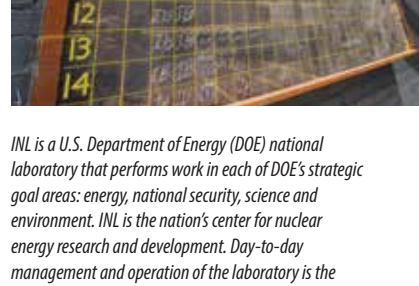 12
13
14
INL is a U.S. Department of Energy (DOE) national
laboratory that performs work in each of DOE's strategic
goal areas: energy, national security, science and
environment. INL is the nation's center for nuclear
energy research and development. Day-to-day
management and operation of the laboratory is the